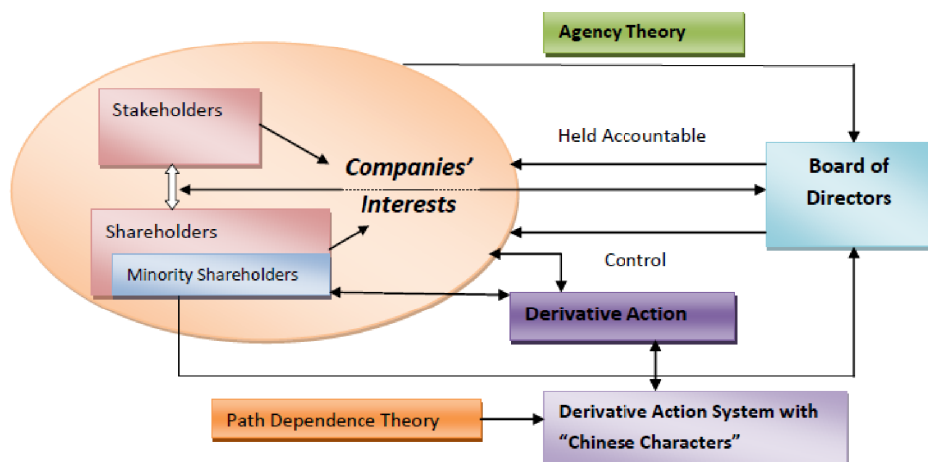 Agency Theory
Stakeholders
Held Accountable
Companies’
Interests
Board of
Directors
Shareholders
Minority Shareholders
Control
Derivative Action
Path Dependence Theory
Derivative Action System with
“Chinese Characters”